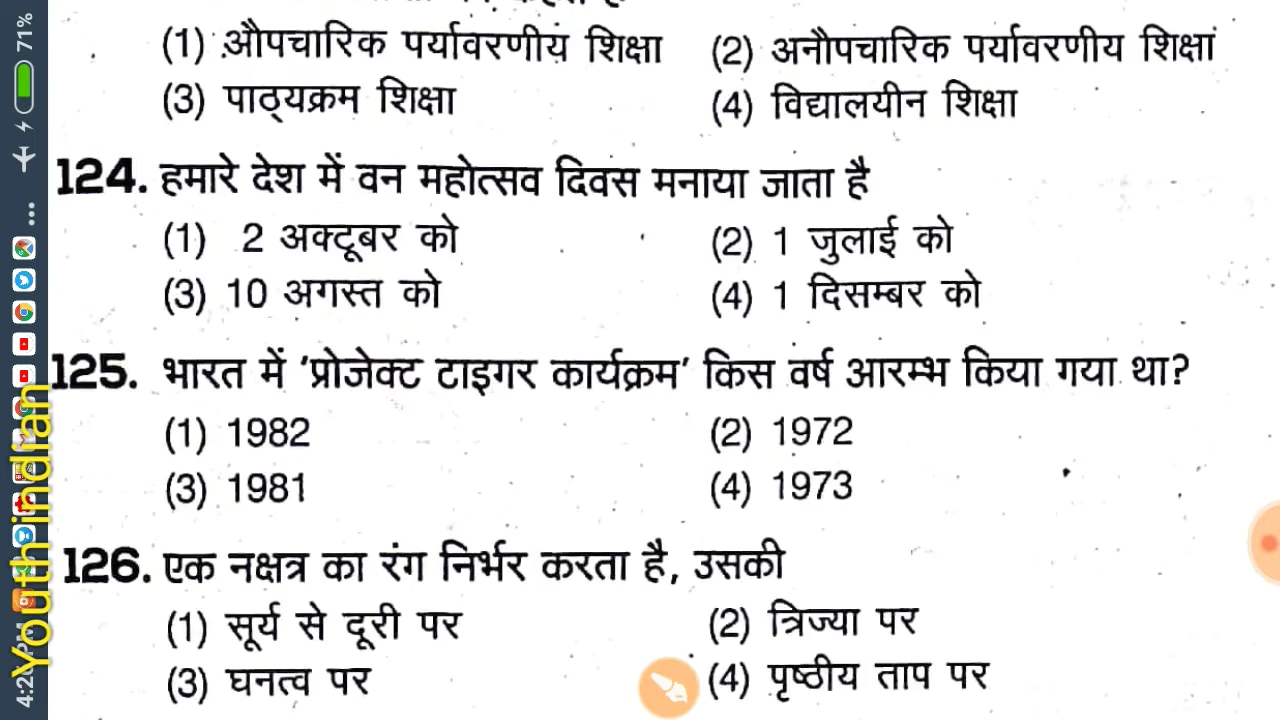 (1) औपचारिक पर्यावरणीय शिक्षा (2) अनौपचारिक पर्यावरणीय शिक्षा
(3) पाठ्यक्रम शिक्षा (4) विद्यालयीन शिक्षा
124. हमारे देश में वन महोत्सव दिवस मनाया जाता है
(1) 2 अक्टूबर को (2) 1 जुलाई को
(3) 10 अगस्त को (4) 1 दिसम्बर को
125. भारत में ‘प्रोजेक्ट टाइगर कार्यक्रम’ किस वर्ष आरम्भ किया गया था?
(1) 1982 (2) 1972
(3) 1981 (4) 1973
126. एक नक्षत्र का रंग निर्भर करता है, उसकी
(1) सूर्य से दूरी पर (2) त्रिज्या पर
(3) घनत्व पर (4) पृष्ठीय ताप पर
71%
Youth indian